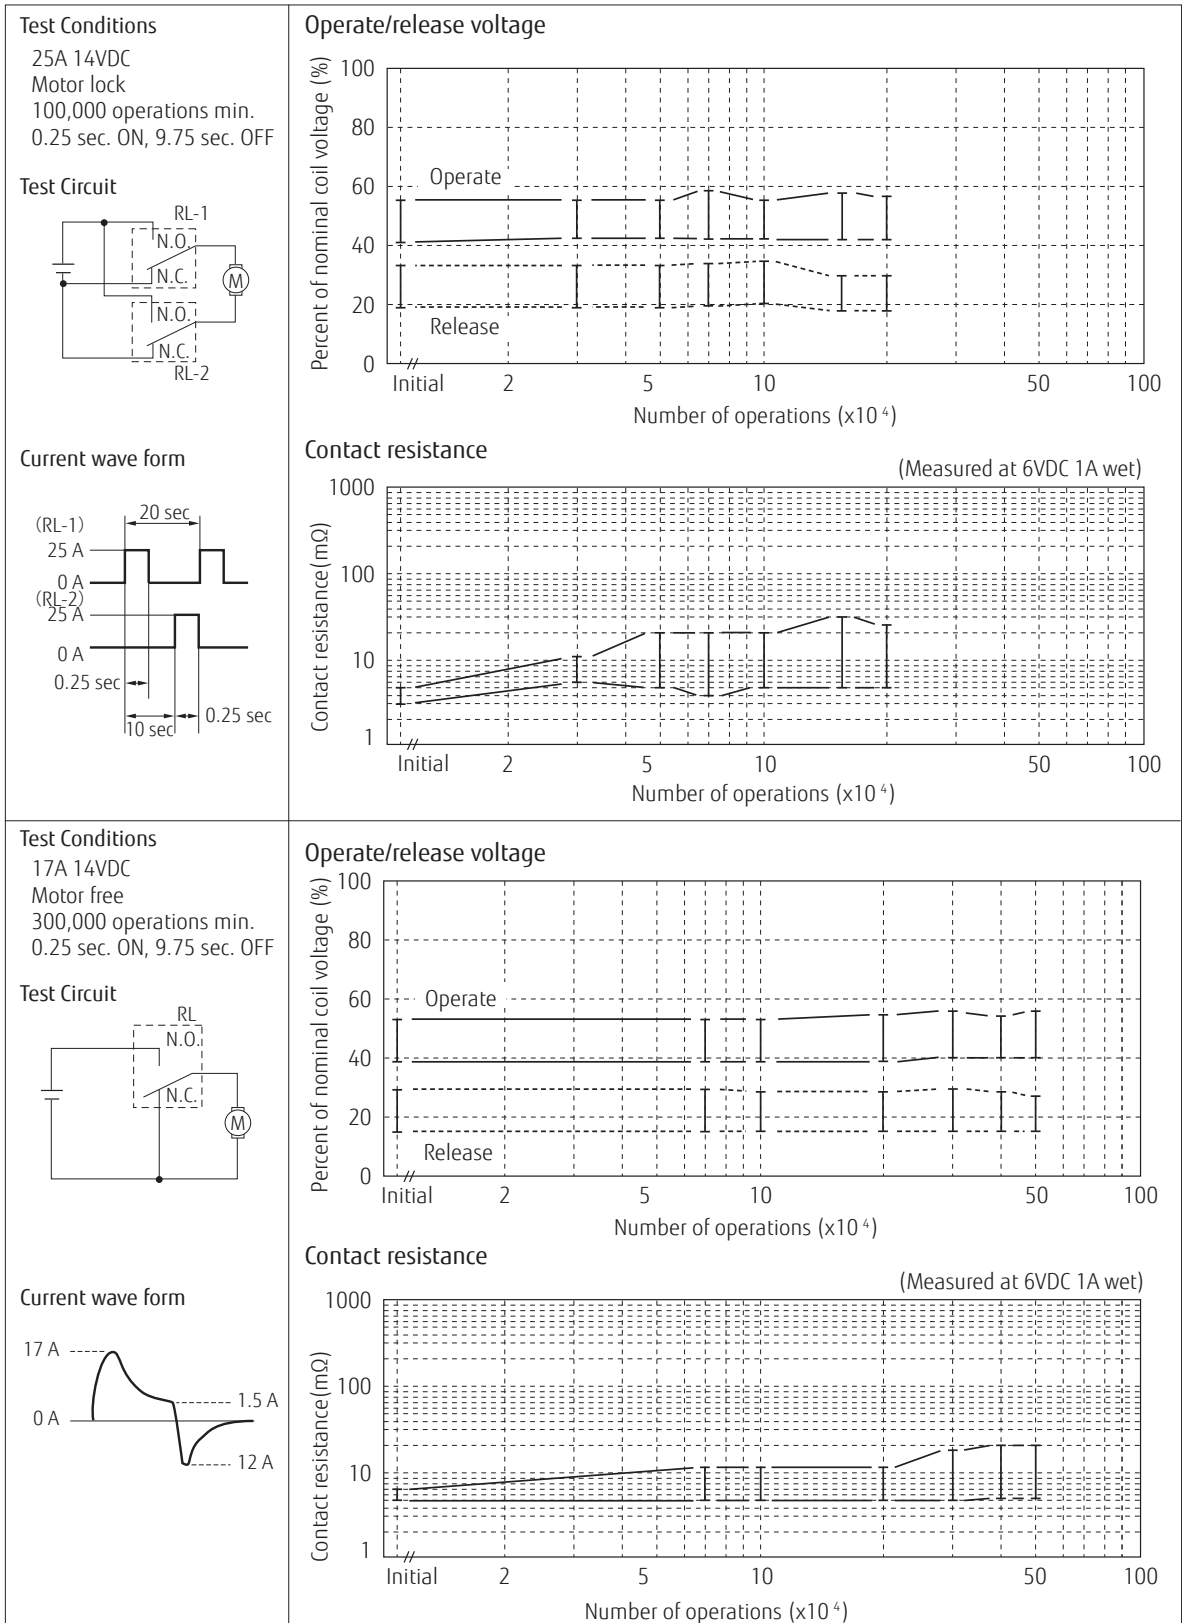 Test Conditions
25A 14VDC
Motor lock
100,000 operations min.
0.25 sec. ON, 9.75 sec. OFF
Test Circuit
RL-1
N.O.
N.C.
M
N.O.
N.C.
RL-2
Current wave form
20 sec
(RL-1)
25 A
0 A
(RL-2)
25 A
0 A
0.25 sec
0.25 sec
10 sec
Operate/release voltage
Percent of nominal coil voltage (%)
100
80
60
40
20
0
Operate
Release
Initial 2 5 10 50 100
Number of operations (x10 4)
Contact resistance
(Measured at 6VDC 1A wet)
Contact resistance(mΩ)
1000
100
10
1
Initial 2 5 10 50 100
Number of operations (x10 4)
Test Conditions
17A 14VDC
Motor free
300,000 operations min.
0.25 sec. ON, 9.75 sec. OFF
Test Circuit
RL
N.O.
N.C.
M
Current wave form
17 A
1.5 A
0 A
12 A
Operate/release voltage
Percent of nominal coil voltage (%)
100
80
60
40
20
0
Operate
Release
Initial 2 5 10 50 100
Number of operations (x10 4)
Contact resistance
(Measured at 6VDC 1A wet)
Contact resistance(mΩ)
1000
100
10
1
Initial 2 5 10 50 100
Number of operations (x10 4)